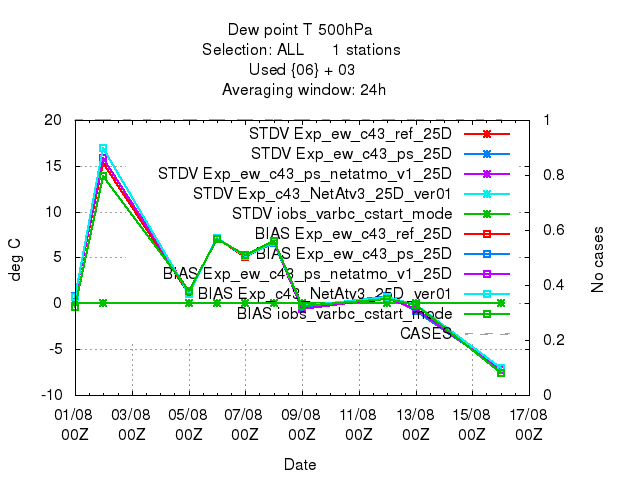 Dew point T 500hPa
Selection: ALL 1 stations
Used {06} + 03
Averaging window: 24h
20 1
STDV Exp_ew_c43_ref_25D
STDV Exp_ew_c43_ps_25D
15
STDV Exp_ew_c43_ps_netatmo_v1_25D
0.8
STDV Exp_c43_NetAtv3_25D_ver01
10
STDV iobs_varbc_cstart_mode
BIAS Exp_ew_c43_ref_25D
0.6
deg C
5
BIAS Exp_ew_c43_ps_25D
No cases
BIAS Exp_ew_c43_ps_netatmo_v1_25D
0.4
BIAS Exp_c43_NetAtv3_25D_ver01
0
BIAS iobs_varbc_cstart_mode
CASES
0.2
-5
-10 0
01/08 03/08 05/08 07/08 09/08 11/08 13/08 15/08 17/08
00Z 00Z 00Z 00Z 00Z 00Z 00Z 00Z 00Z
Date